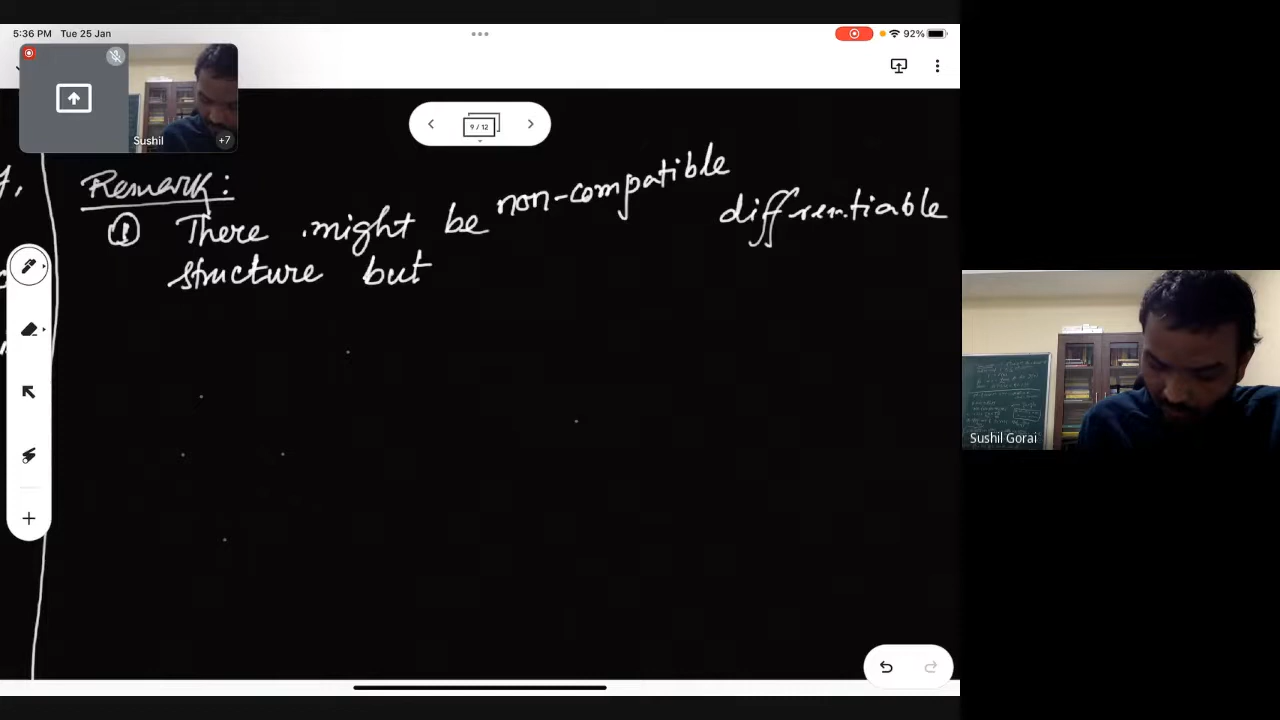 5:36 PM Tue 25 Jan
92%
Sushil
+7
9 / 12
Remark:
① There might be non-compatible differentiable
structure but
Sushil Gorai